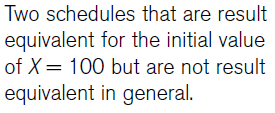 Two schedules that are result
equivalent for the initial value
of X = 100 but are not result
equivalent in general.